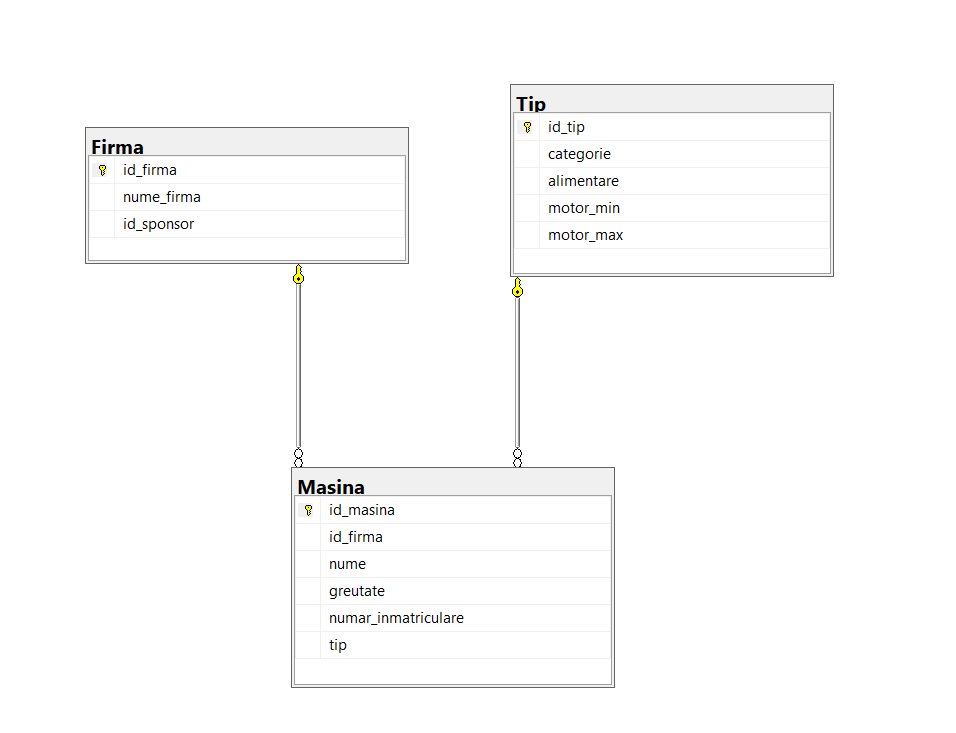 Firma
id_firma
nume_firma
id_sponsor
Tip
id_tip
categorie
alimentare
motor_min
motor_max
Masina
id_masina
id_firma
nume
greutate
numar_inmatriculare
tip